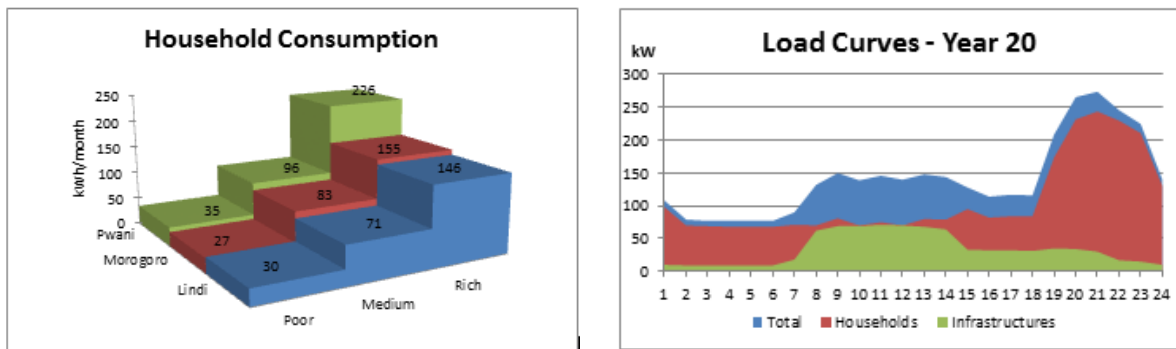 Household Consumption
kWh/month
250
200
150
100
50
0
226
96
35
155
83
27
146
71
30
Pwani
Morogoro
Lindi
Poor
Medium
Rich
Load Curves - Year 20
kW
300
250
200
150
100
50
0
1 2 3 4 5 6 7 8 9 10 11 12 13 14 15 16 17 18 19 20 21 22 23 24
Total Households Infrastructures